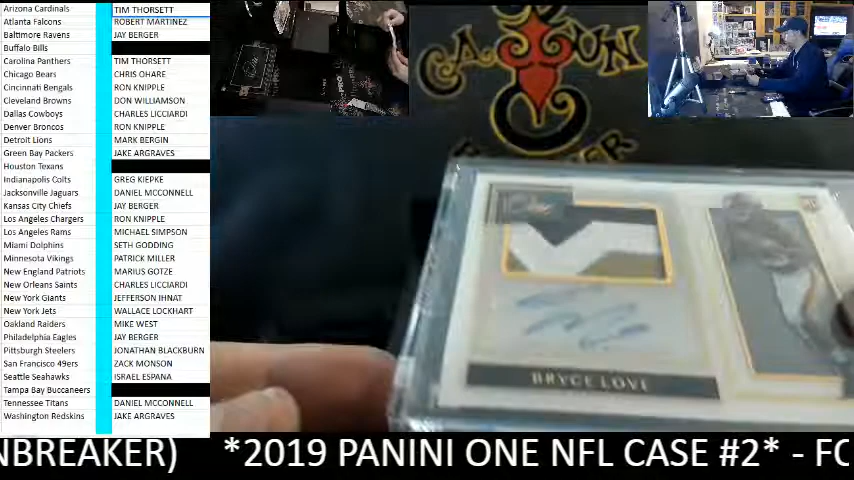 Arizona Cardinals TIM THORSETT
Atlanta Falcons ROBERT MARTINEZ
Baltimore Ravens JAY BERGER
Buffalo Bills
Carolina Panthers TIM THORSETT
Chicago Bears CHRIS OHARE
Cincinnati Bengals RON KNIPPLE
Cleveland Browns DON WILLIAMSON
Dallas Cowboys CHARLES LICCIARDI
Denver Broncos RON KNIPPLE
Detroit Lions MARK BERGIN
Green Bay Packers JAKE ARGRAVES
Houston Texans
Indianapolis Colts GREG KIEPKE
Jacksonville Jaguars DANIEL MCCONNELL
Kansas City Chiefs JAY BERGER
Los Angeles Chargers RON KNIPPLE
Los Angeles Rams MICHAEL SIMPSON
Miami Dolphins SETH GODDING
Minnesota Vikings PATRICK MILLER
New England Patriots MARIUS GOTZE
New Orleans Saints CHARLES LICCIARDI
New York Giants JEFFERSON IHNAT
New York Jets WALLACE LOCKHART
Oakland Raiders MIKE WEST
Philadelphia Eagles JAY BERGER
Pittsburgh Steelers JONATHAN BLACKBURN
San Francisco 49ers ZACK MONSON
Seattle Seahawks ISRAEL ESPANA
Tampa Bay Buccaneers
Tennessee Titans DANIEL MCCONNELL
Washington Redskins JAKE ARGRAVES
CAJUN
BRYCE LOVE
NBREAKER) *2019 PANINI ONE NFL CASE #2* - FO